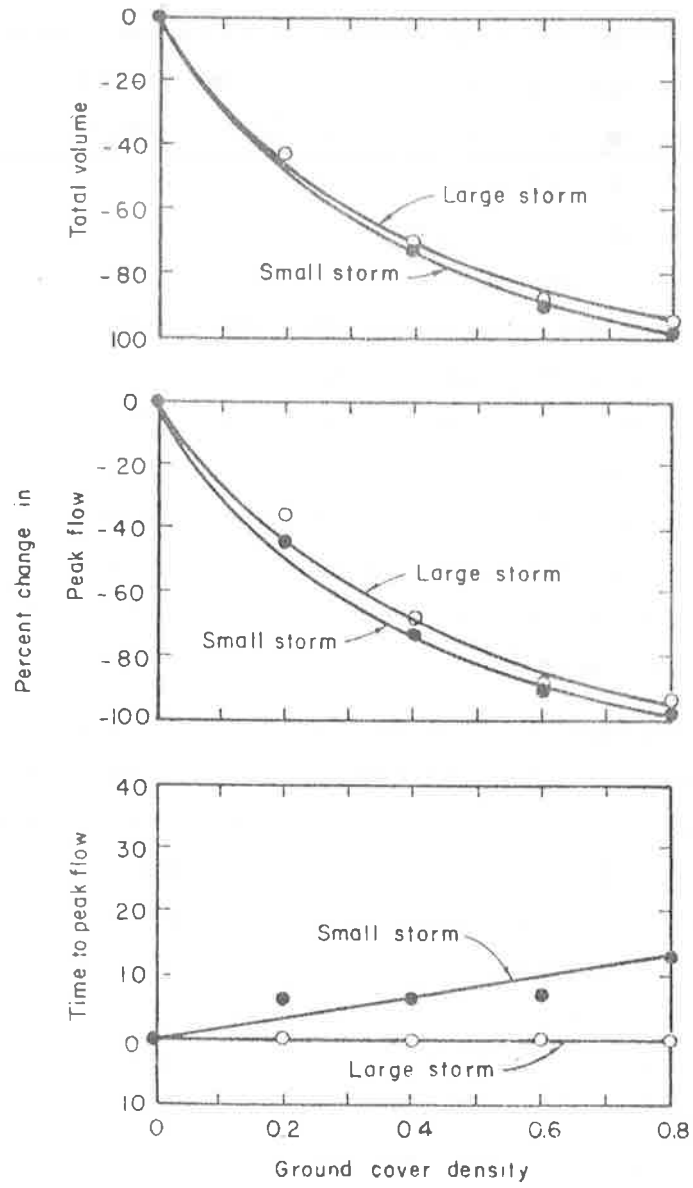 0
-20
-40
-60
-80
100
Total volume
Large storm
Small storm
Percent change in
0
-20
-40
-60
-80
-100
Peak flow
Large storm
Small storm
40
30
20
10
0
10
Time to peak flow
Small storm
Large storm
0 0.2 0.4 0.6 0.8
Ground cover density